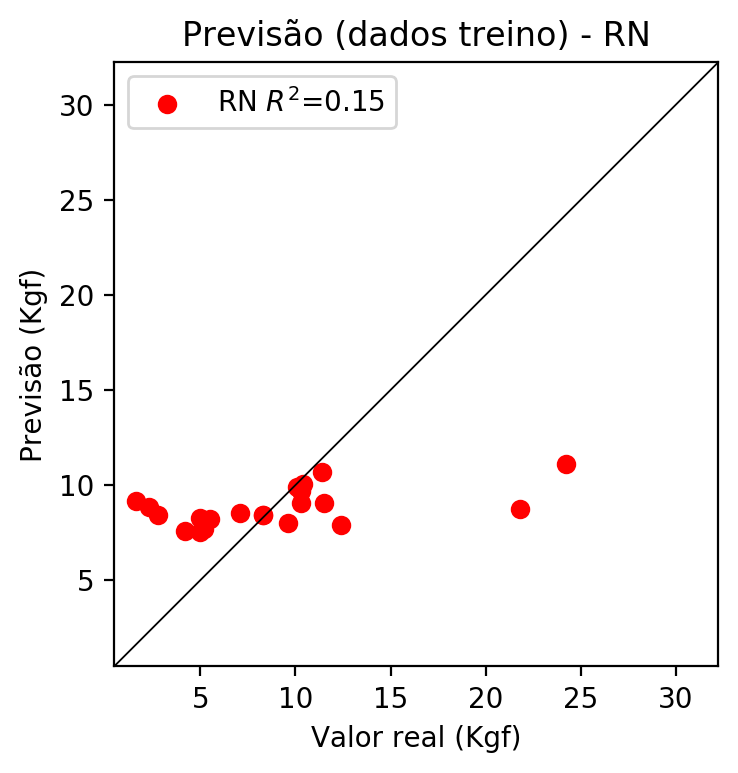 Previsão (dados treino) - RN
RN R²=0.15
30
25
20
15
10
5
Previsão (Kgf)
5 10 15 20 25 30
Valor real (Kgf)